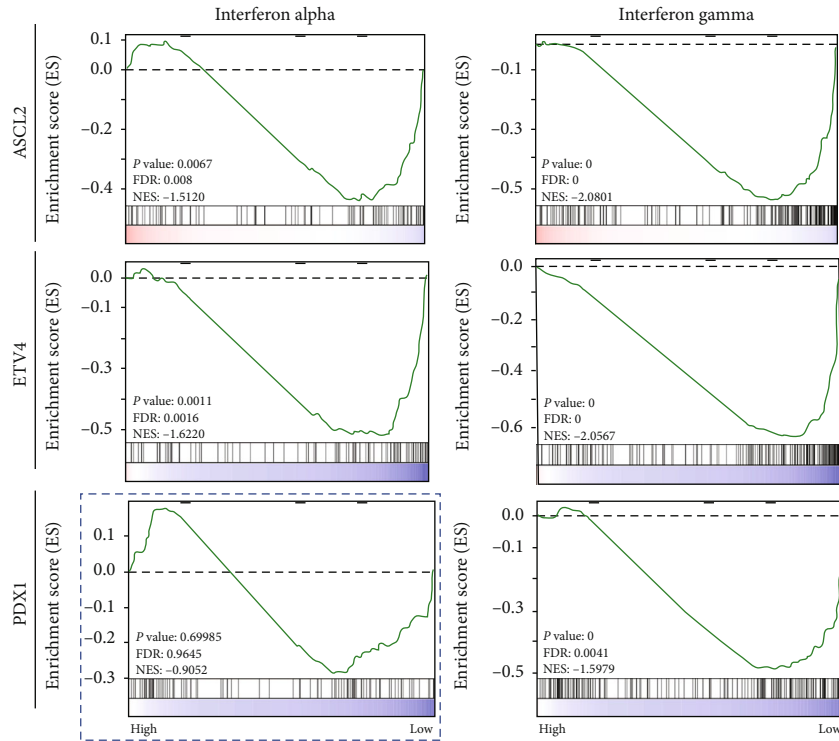 Interferon alpha
Interferon gamma
ASCL2
Enrichment score (ES)
0.1
0.0
−0.2
−0.4
P value: 0.0067
FDR: 0.008
NES: −1.5120
Enrichment score (ES)
−0.1
−0.3
−0.5
P value: 0
FDR: 0
NES: −2.0801
ETV4
Enrichment score (ES)
0.0
−0.1
−0.3
−0.5
P value: 0.0011
FDR: 0.0016
NES: −1.6220
Enrichment score (ES)
0.0
−0.2
−0.4
−0.6
P value: 0
FDR: 0
NES: −2.0567
PDX1
Enrichment score (ES)
0.1
0.0
−0.1
−0.2
−0.3
P value: 0.69985
FDR: 0.9645
NES: −0.9052
High
Low
Enrichment score (ES)
0.0
−0.1
−0.3
−0.5
P value: 0
FDR: 0.0041
NES: −1.5979
High
Low